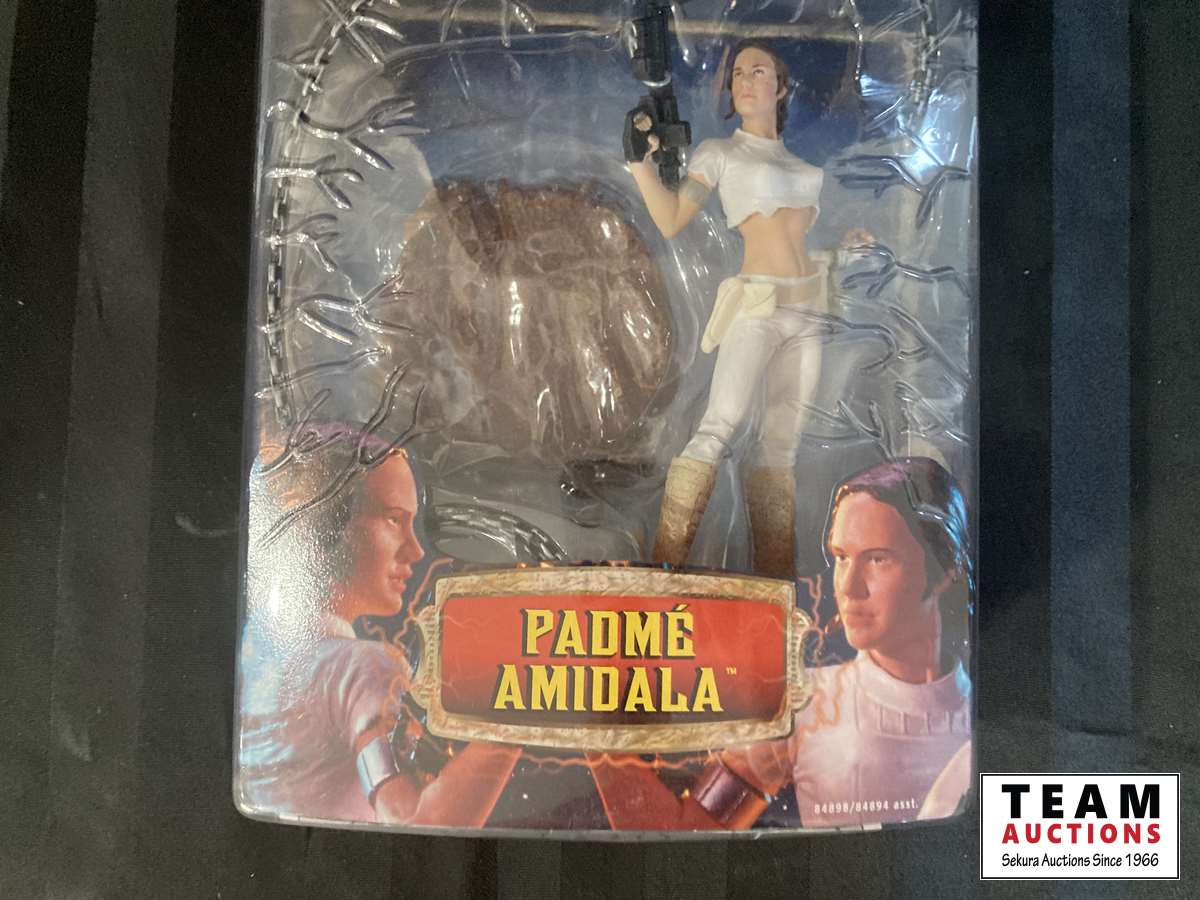 PADMÉ
AMIDALA™
84898/84894 asst.
TEAM
AUCTIONS
Sekura Auctions Since 1966